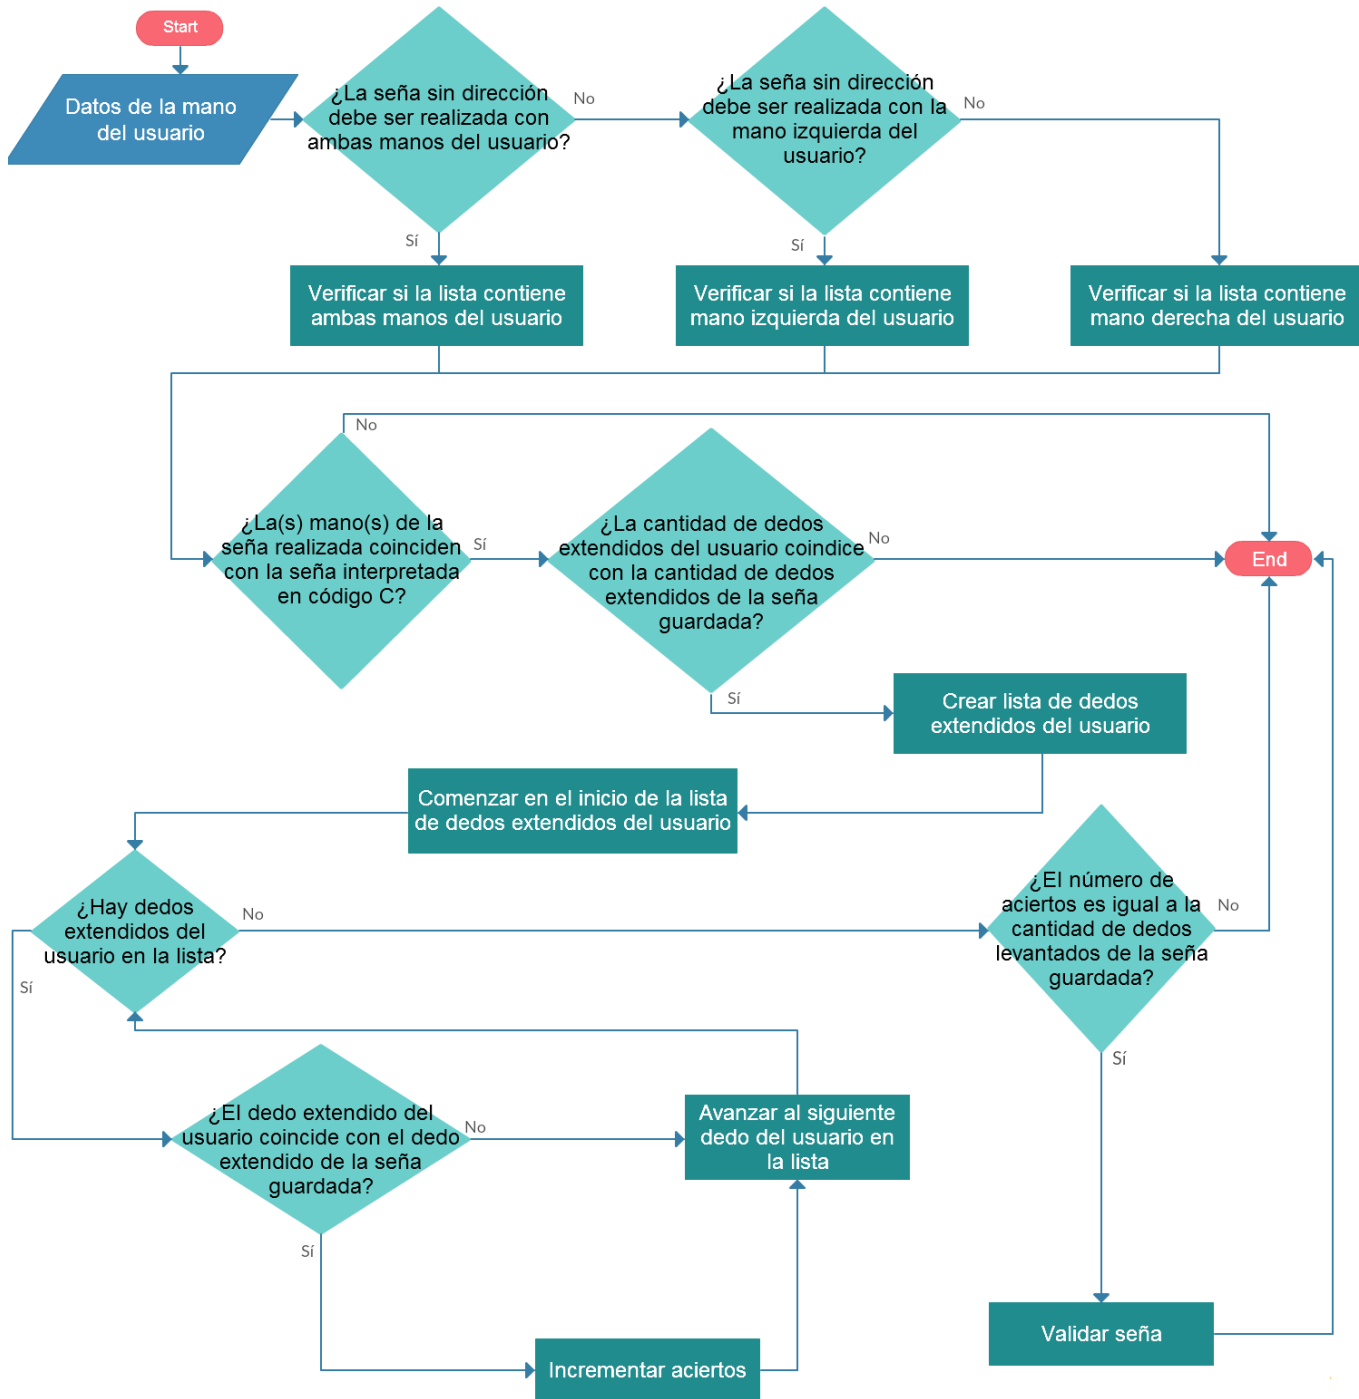 Start
Datos de la mano
del usuario
¿La seña sin dirección
debe ser realizada con
ambas manos del usuario?
No
¿La seña sin dirección
debe ser realizada con la
mano izquierda del
usuario?
No
Sí
Sí
Verificar si la lista contiene
ambas manos del usuario
Verificar si la lista contiene
mano izquierda del usuario
Verificar si la lista contiene
mano derecha del usuario
No
¿La(s) mano(s) de la
seña realizada coinciden
con la seña interpretada
en código C?
Sí
¿La cantidad de dedos
extendidos del usuario coindice
con la cantidad de dedos
extendidos de la seña
guardada?
No
End
Sí
Crear lista de dedos
extendidos del usuario
Comenzar en el inicio de la lista
de dedos extendidos del usuario
¿Hay dedos
extendidos del
usuario en la lista?
No
Sí
¿El número de
aciertos es igual a la
cantidad de dedos
levantados de la seña
guardada?
No
Sí
¿El dedo extendido del
usuario coincide con el dedo
extendido de la seña
guardada?
No
Sí
Avanzar al siguiente
dedo del usuario en
la lista
Incrementar aciertos
Validar seña